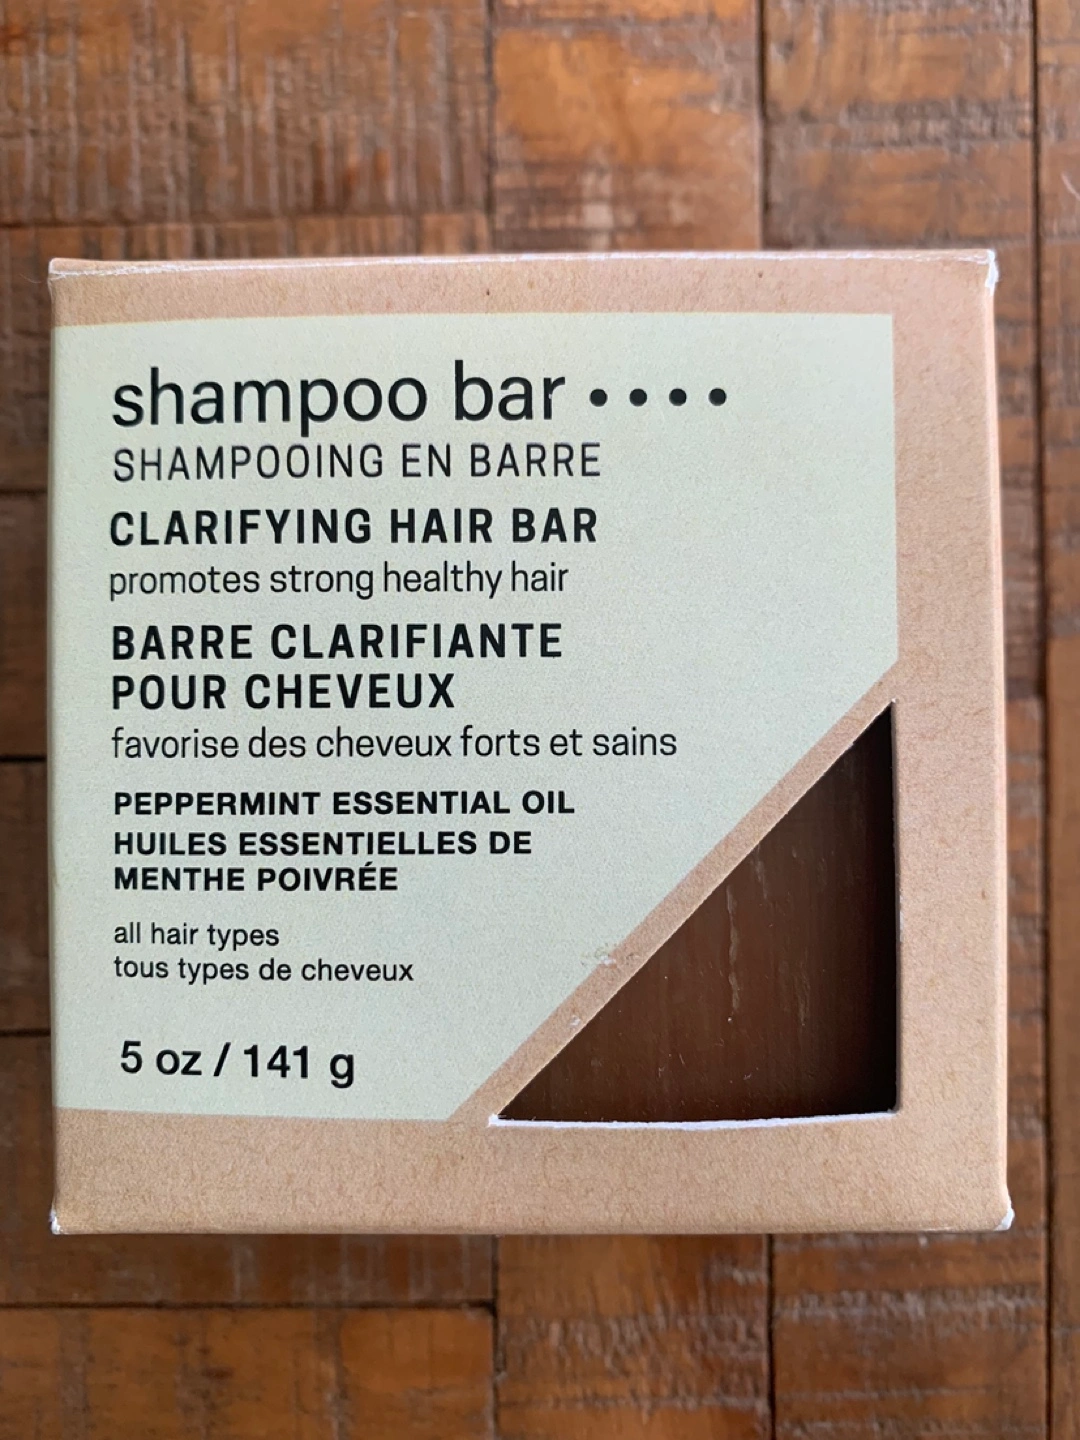 shampoo bar ••••
SHAMPOOING EN BARRE
CLARIFYING HAIR BAR
promotes strong healthy hair
BARRE CLARIFIANTE
POUR CHEVEUX
favorise des cheveux forts et sains
PEPPERMINT ESSENTIAL OIL
HUILES ESSENTIELLES DE
MENTHE POIVRÉE
all hair types
tous types de cheveux
5 oz / 141 g